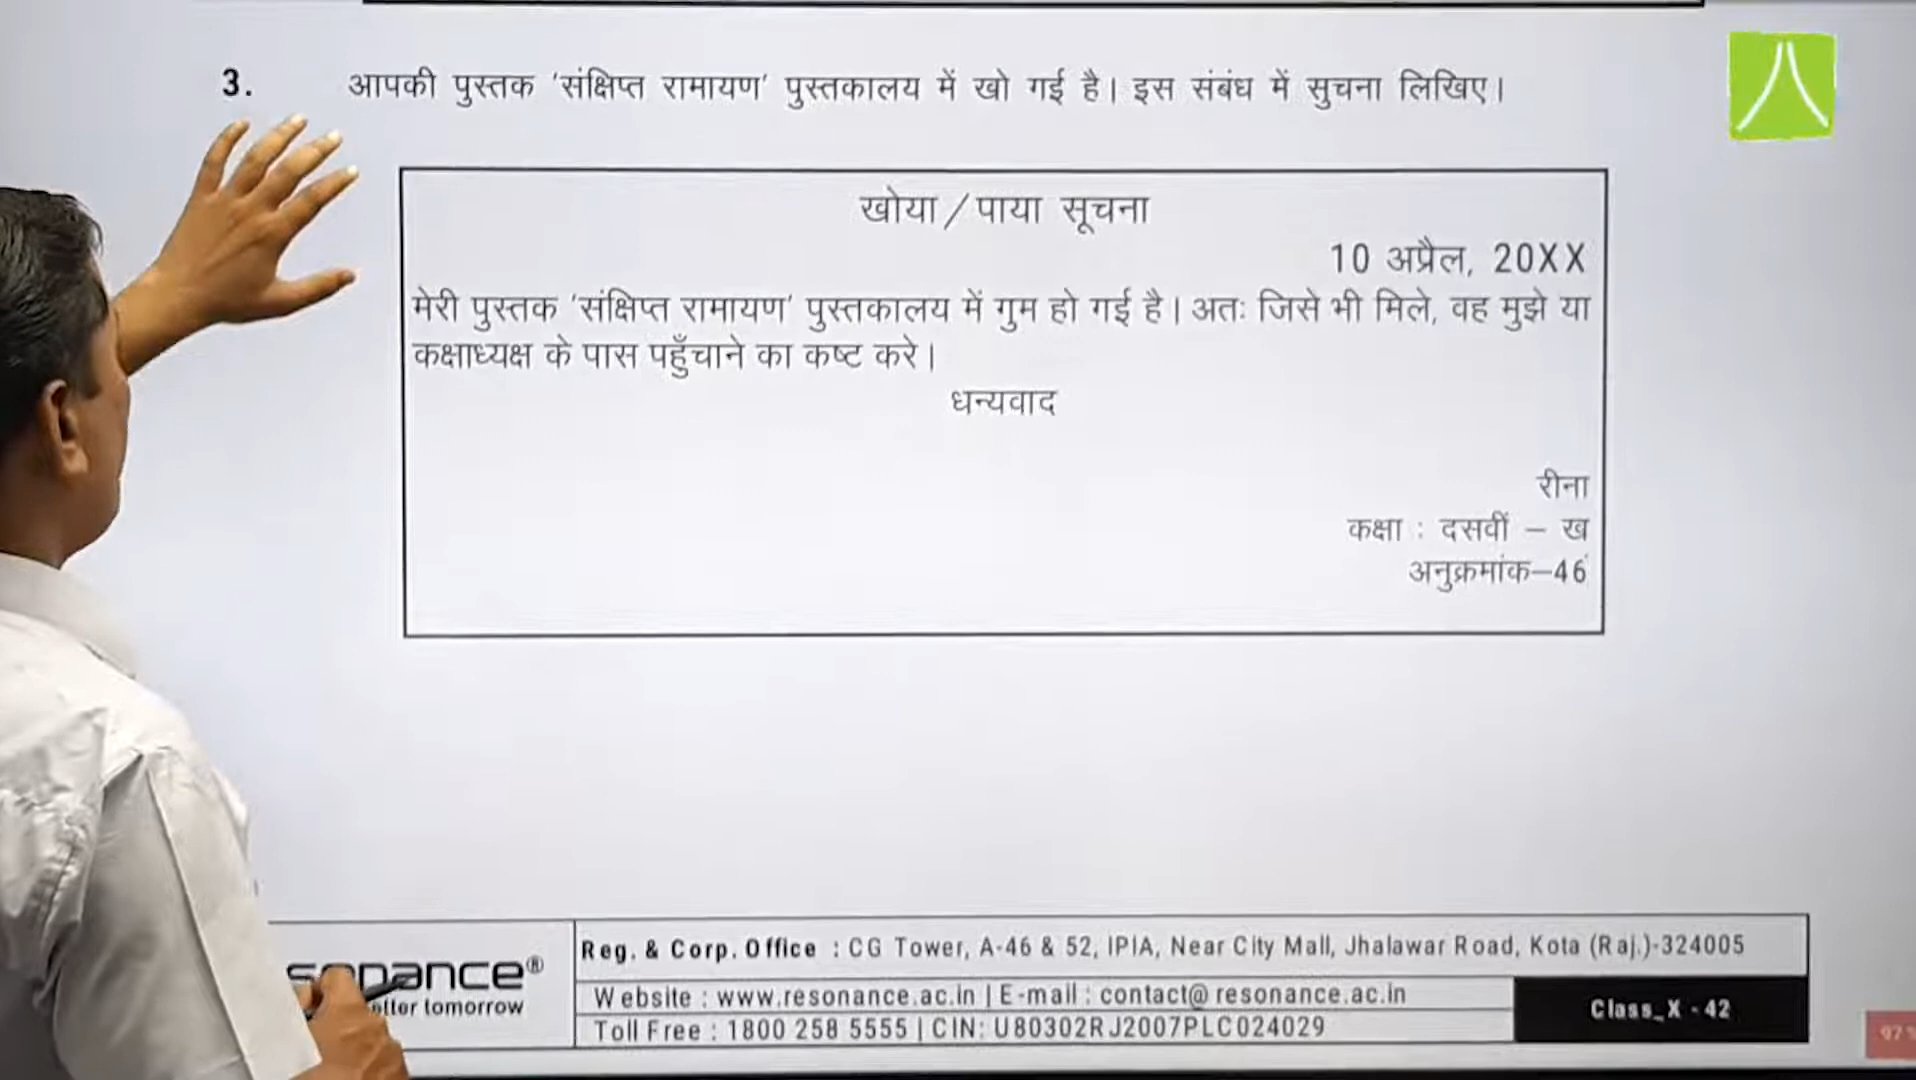 3. आपकी पुस्तक 'संक्षिप्त रामायण' पुस्तकालय में खो गई है। इस संबंध में सुचना लिखिए।
खोया/पाया सूचना
10 अप्रैल, 20XX
मेरी पुस्तक 'संक्षिप्त रामायण' पुस्तकालय में गुम हो गई है। अतः जिसे भी मिले, वह मुझे या
कक्षाध्यक्ष के पास पहुँचाने का कष्ट करे।
धन्यवाद
रीना
कक्षा : दसवीं – ख
अनुक्रमांक–46
sonance®
tomorrow
Reg. & Corp. Office : CG Tower, A-46 & 52, IPIA, Near City Mall, Jhalawar Road, Kota (Raj.)-324005
Website : www.resonance.ac.in | E-mail : contact@resonance.ac.in
Toll Free : 1800 258 5555 | CIN: U80302RJ2007PLC024029
Class_X - 42
97